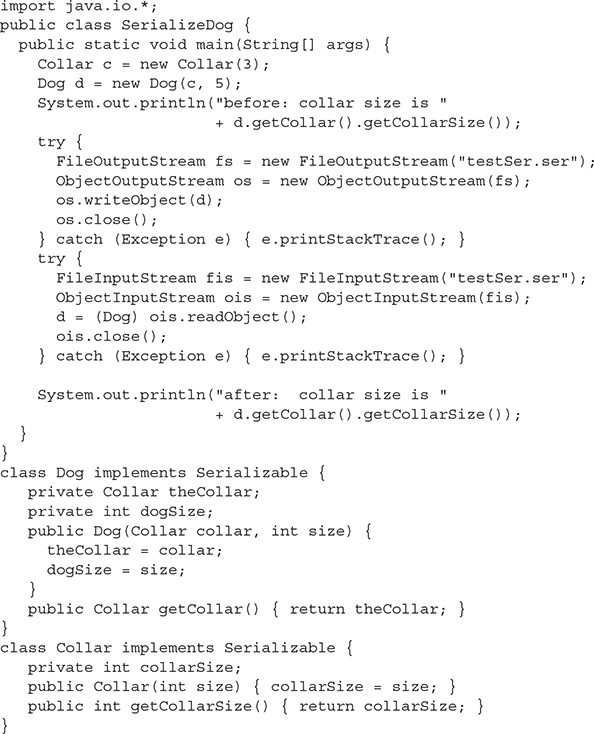 import java.io.*;
public class SerializeDog {
  public static void main(String[] args) {
    Collar c = new Collar(3);
    Dog d = new Dog(c, 5);
    System.out.println("before: collar size is "
                       + d.getCollar().getCollarSize());
    try {
      FileOutputStream fs = new FileOutputStream("testSer.ser");
      ObjectOutputStream os = new ObjectOutputStream(fs);
      os.writeObject(d);
      os.close();
    } catch (Exception e) { e.printStackTrace(); }
    try {
      FileInputStream fis = new FileInputStream("testSer.ser");
      ObjectInputStream ois = new ObjectInputStream(fis);
      d = (Dog) ois.readObject();
      ois.close();
    } catch (Exception e) { e.printStackTrace(); }

    System.out.println("after:  collar size is "
                       + d.getCollar().getCollarSize());
  }
}
class Dog implements Serializable {
   private Collar theCollar;
   private int dogSize;
   public Dog(Collar collar, int size) {
     theCollar = collar;
     dogSize = size;
   }
   public Collar getCollar() { return theCollar; }
}
class Collar implements Serializable {
   private int collarSize;
   public Collar(int size) { collarSize = size; }
   public int getCollarSize() { return collarSize; }
}